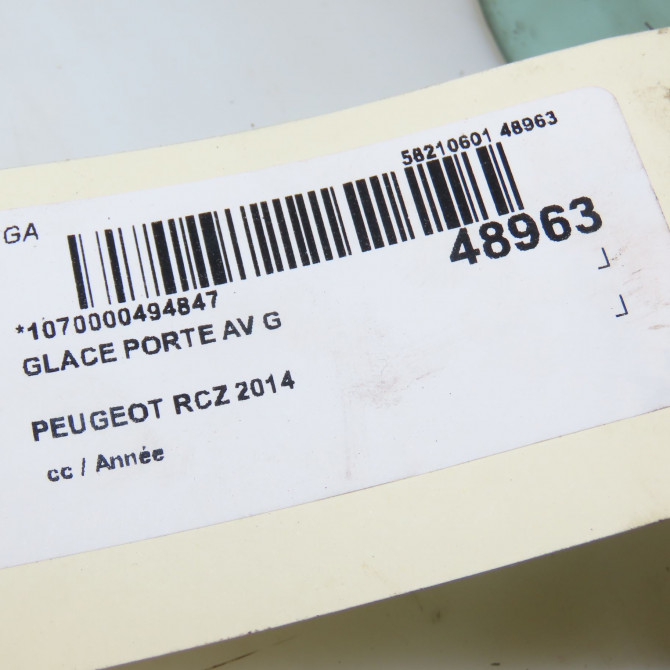 58210601 48963
GA
48963
*1070000494847
GLACE PORTE AV G
PEUGEOT RCZ 2014
cc / Année